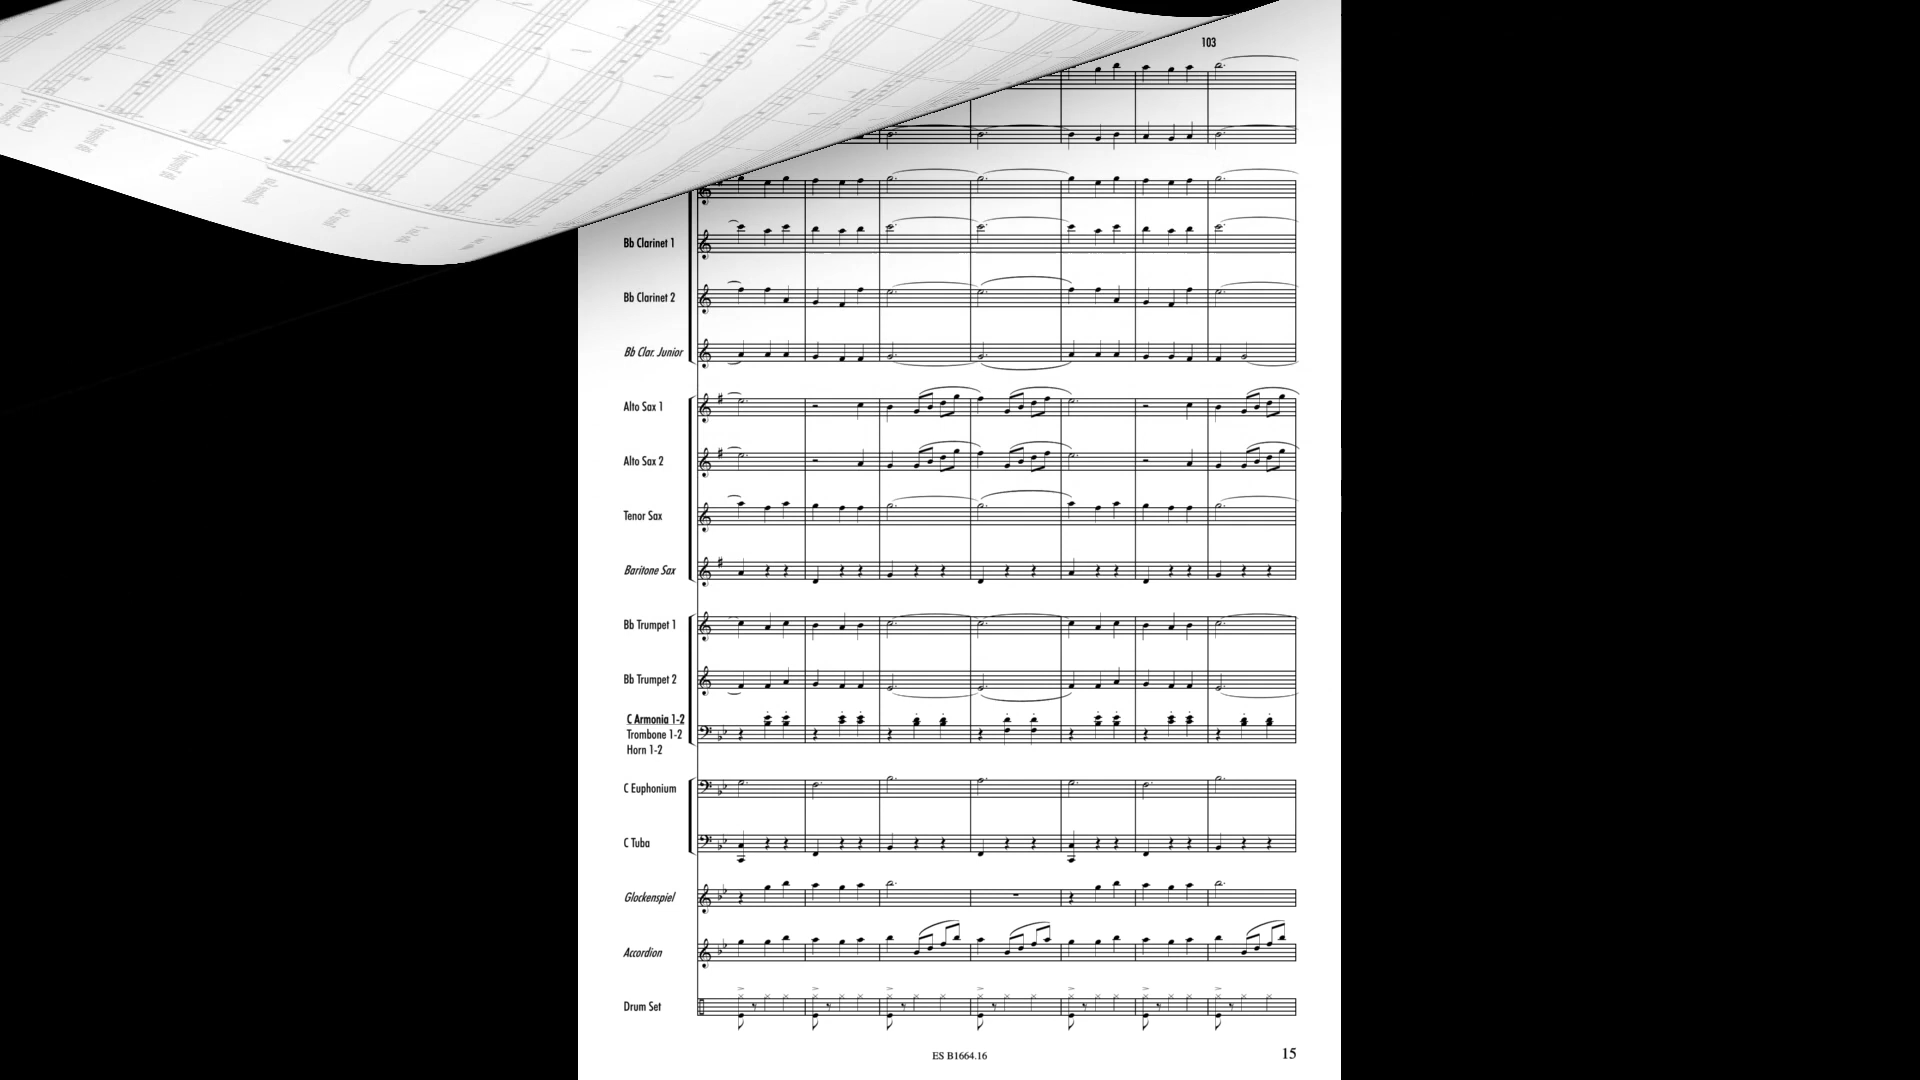 103
Bb Clarinet 1
Bb Clarinet 2
Bb Clar. Junior
Alto Sax 1
Alto Sax 2
Tenor Sax
Baritone Sax
Bb Trumpet 1
Bb Trumpet 2
C Armonia 1-2
Trombone 1-2
Horn 1-2
C Euphonium
C Tuba
Glockenspiel
Accordion
Drum Set
ES B1664.16
15